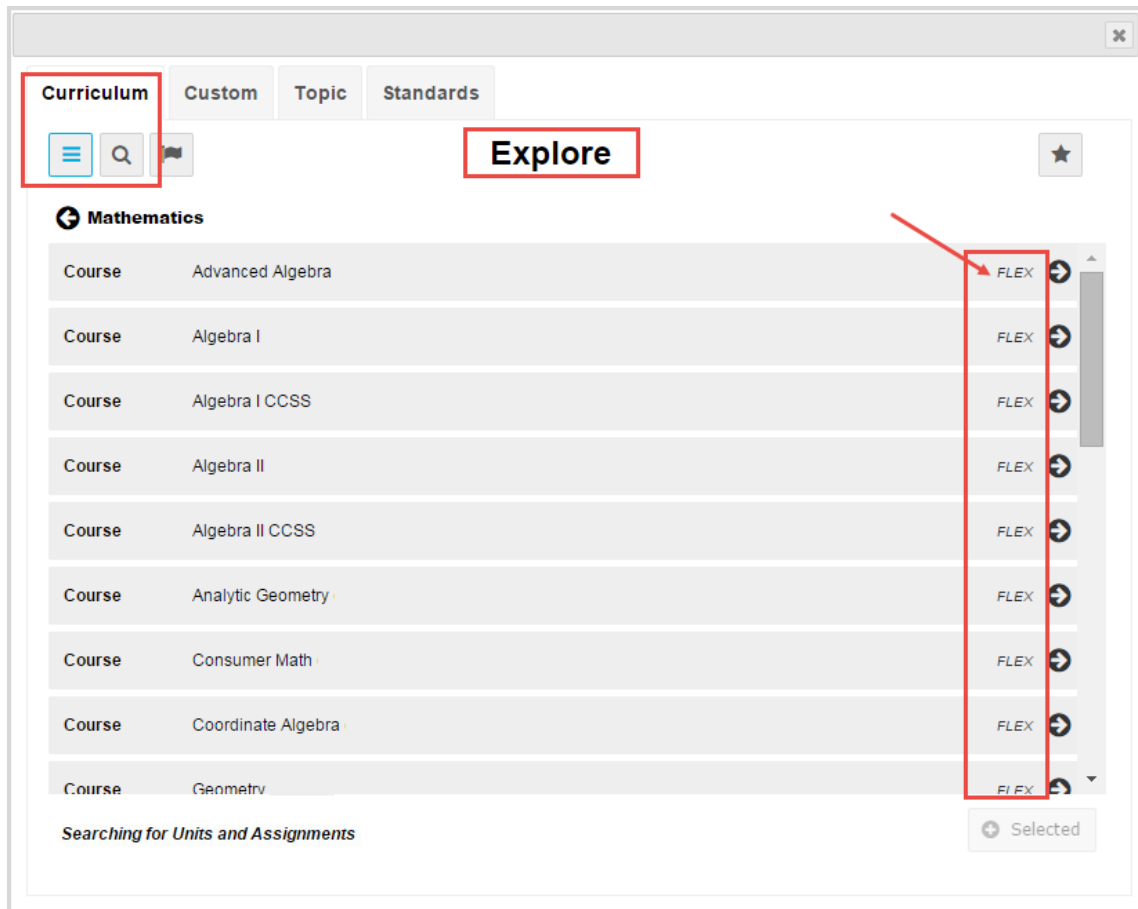 Curriculum Custom Topic Standards
Explore
Mathematics
Course Advanced Algebra FLEX
Course Algebra I FLEX
Course Algebra I CCSS FLEX
Course Algebra II FLEX
Course Algebra II CCSS FLEX
Course Analytic Geometry FLEX
Course Consumer Math FLEX
Course Coordinate Algebra FLEX
Course Geometry FLEX
Searching for Units and Assignments
Selected